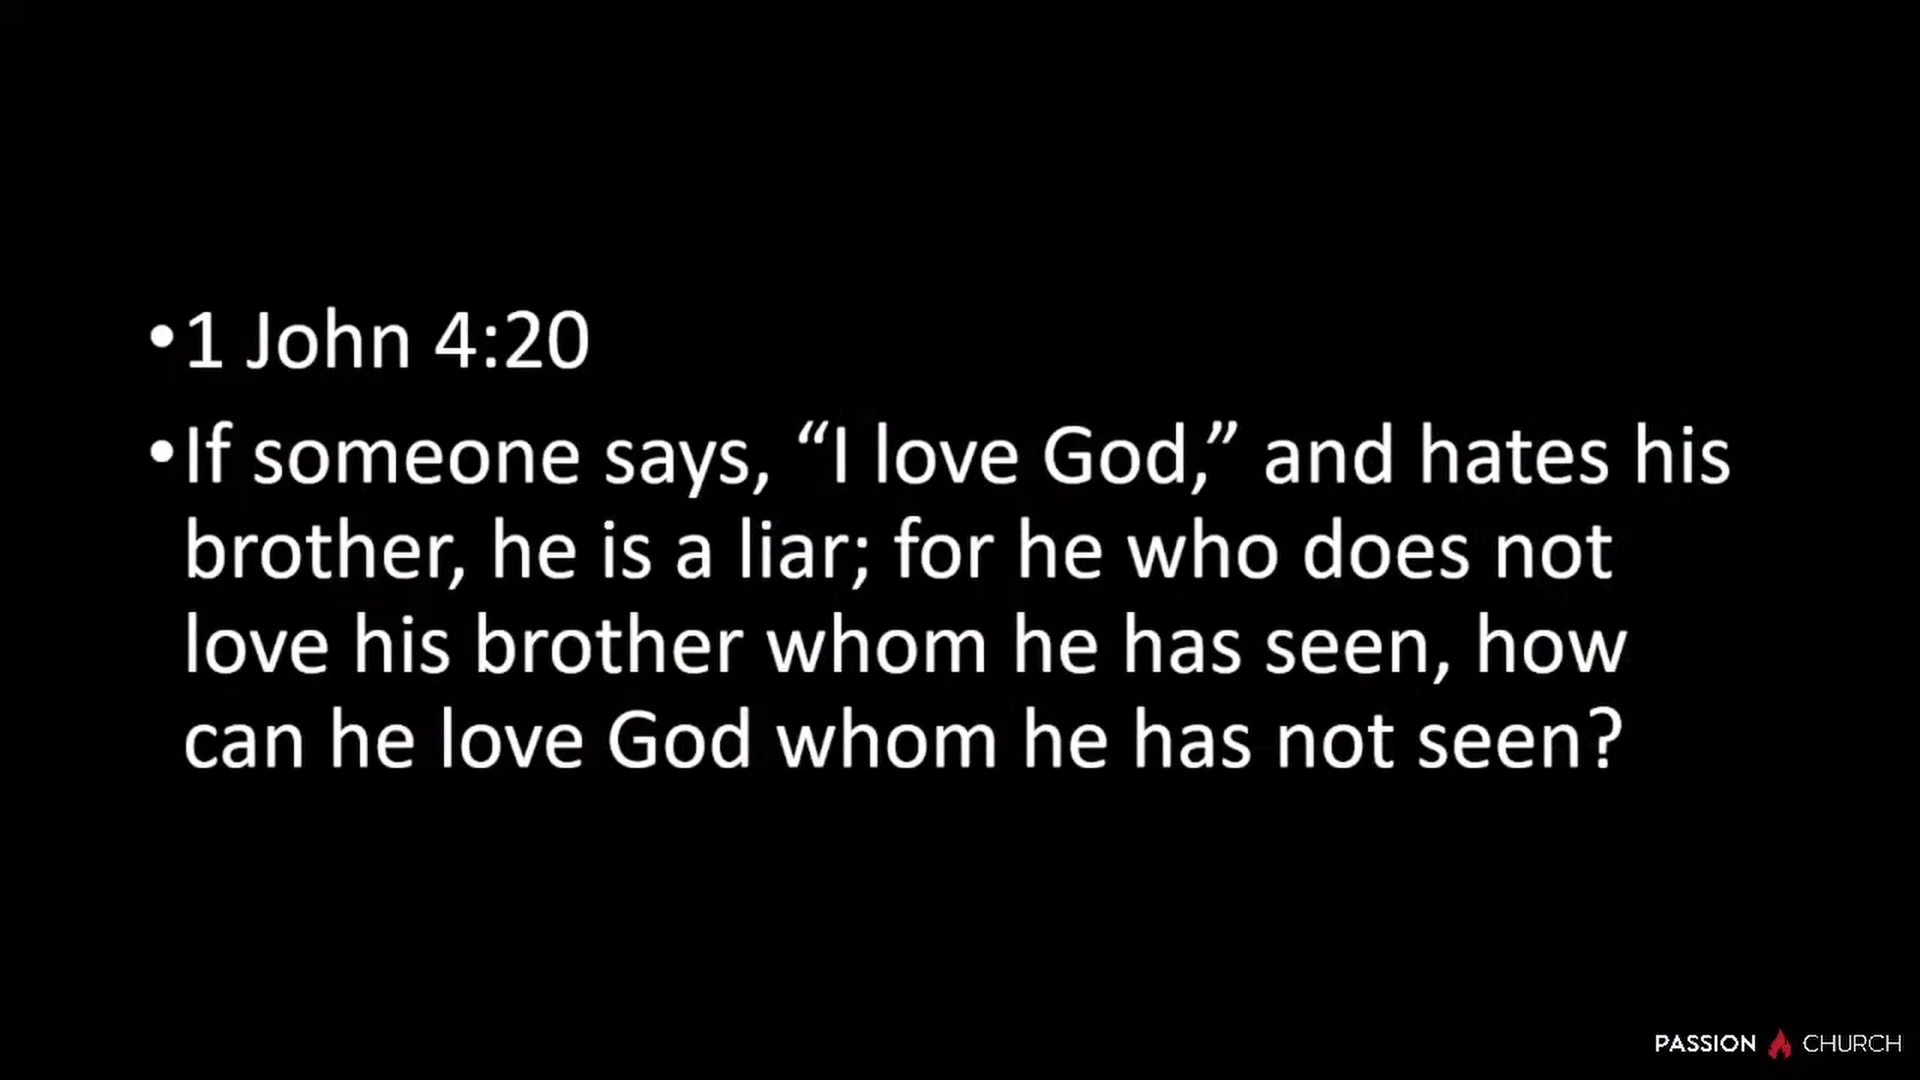 •1 John 4:20
•If someone says, “I love God,” and hates his
brother, he is a liar; for he who does not
love his brother whom he has seen, how
can he love God whom he has not seen?
PASSION CHURCH